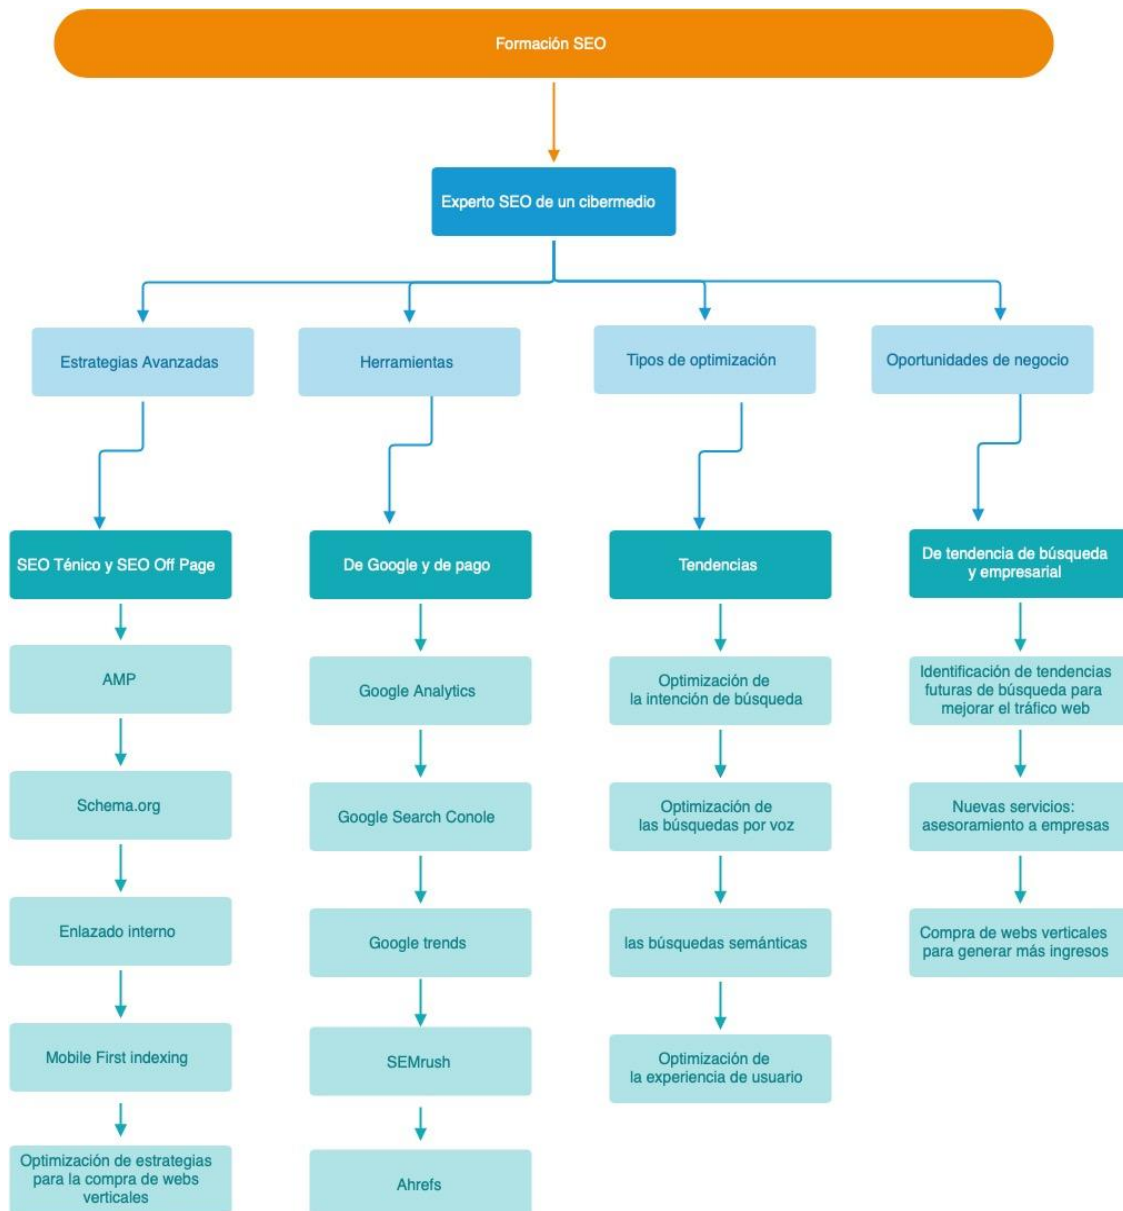 Formación SEO
Experto SEO de un cibermedio
Estrategias Avanzadas
Herramientas
Tipos de optimización
Oportunidades de negocio
SEO Ténico y SEO Off Page
De Google y de pago
Tendencias
De tendencia de búsqueda
y empresarial
AMP
Google Analytics
Optimización de
la intención de búsqueda
Identificación de tendencias
futuras de búsqueda para
mejorar el tráfico web
Schema.org
Google Search Conole
Optimización de
las búsquedas por voz
Nuevas servicios:
asesoramiento a empresas
Enlazado interno
Google trends
las búsquedas semánticas
Compra de webs verticales
para generar más ingresos
Mobile First indexing
SEMrush
Optimización de
la experiencia de usuario
Optimización de estrategias
para la compra de webs
verticales
Ahrefs